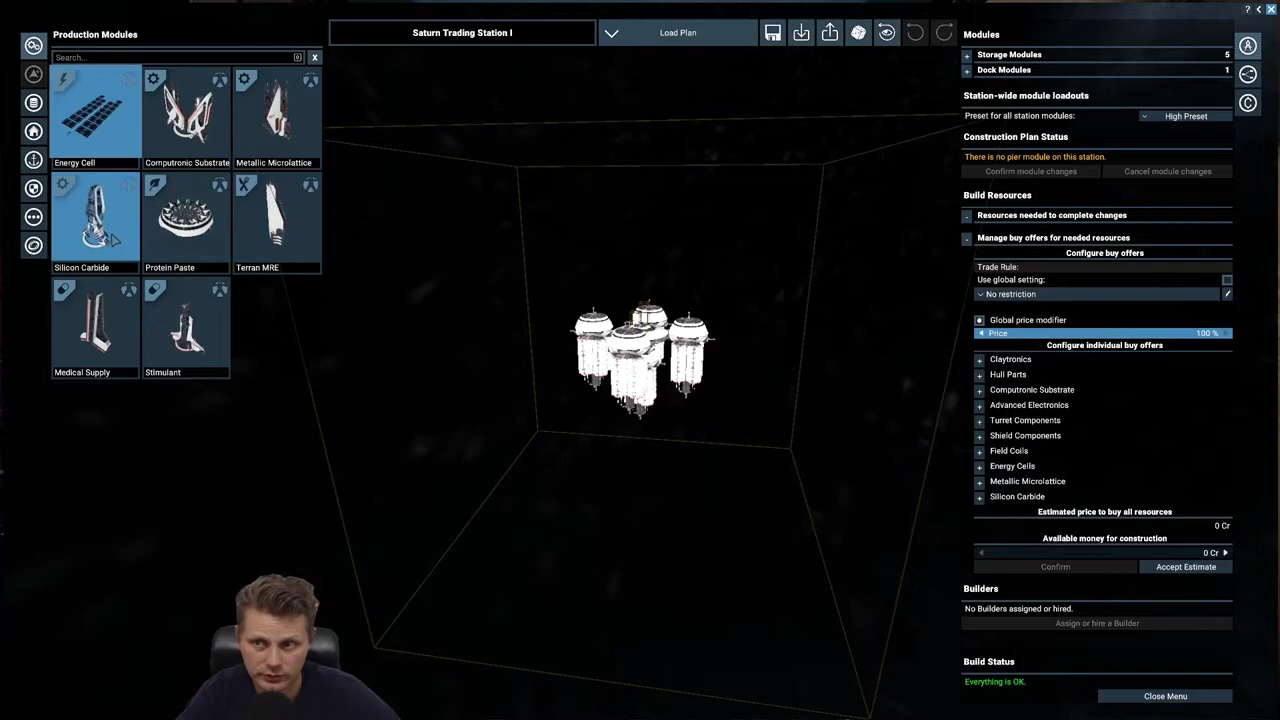 Production Modules
Search...
X
Energy Cell
Computronic Substrate
Metallic Microlattice
Silicon Carbide
Protein Paste
Terran MRE
Medical Supply
Stimulant
Saturn Trading Station I
Load Plan
?
Modules
+ Storage Modules 5
+ Dock Modules 1
Station-wide module loadouts
Preset for all station modules: High Preset
Construction Plan Status
There is no pier module on this station.
Confirm module changes Cancel module changes
Build Resources
- Resources needed to complete changes
- Manage buy offers for needed resources
Configure buy offers
Trade Rule:
Use global setting:
No restriction
Global price modifier
Price 100 %
Configure individual buy offers
+ Claytronics
+ Hull Parts
+ Computronic Substrate
+ Advanced Electronics
+ Turret Components
+ Shield Components
+ Field Coils
+ Energy Cells
+ Metallic Microlattice
+ Silicon Carbide
Estimated price to buy all resources
0 Cr
Available money for construction
0 Cr
Confirm Accept Estimate
Builders
No Builders assigned or hired.
Assign or hire a Builder
Build Status
Everything is OK.
Close Menu